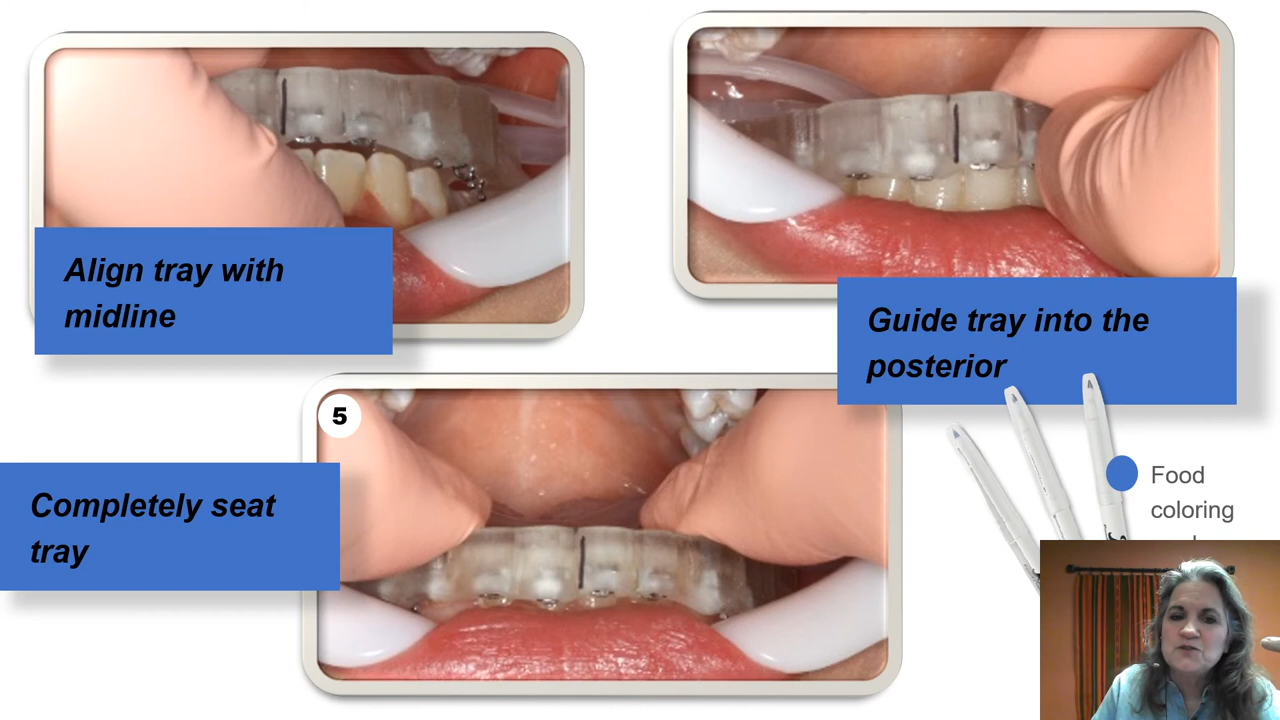 Align tray with
midline
Guide tray into the
posterior
5
Completely seat
tray
Food
coloring